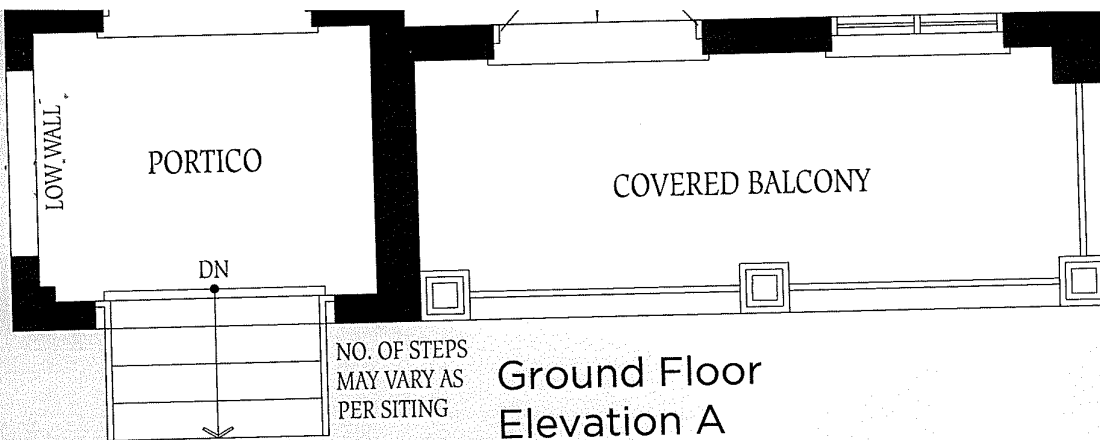 LOW WALL
PORTICO
COVERED BALCONY
DN
NO. OF STEPS
MAY VARY AS
PER SITING
Ground Floor
Elevation A